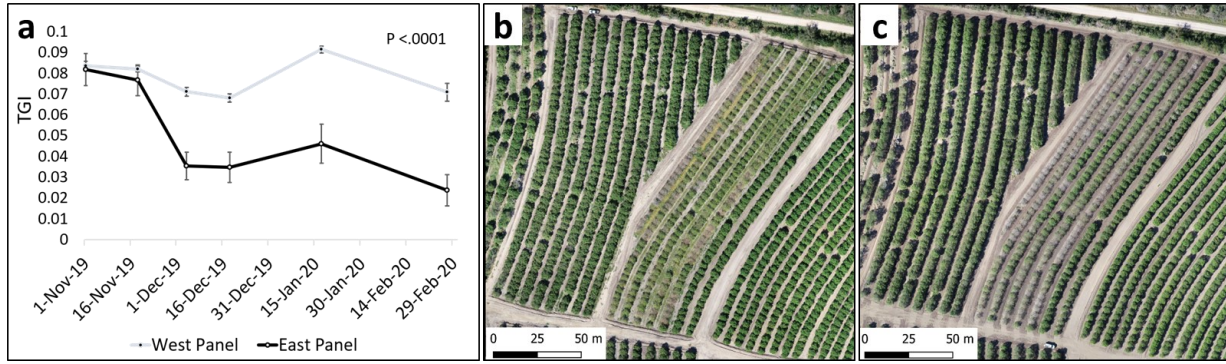 a
P <.0001
TGI
0.1
0.09
0.08
0.07
0.06
0.05
0.04
0.03
0.02
0.01
0
1-Nov-19
16-Nov-19
1-Dec-19
16-Dec-19
31-Dec-19
15-Jan-20
30-Jan-20
14-Feb-20
29-Feb-20
West Panel
East Panel
b
0 25 50 m
c
0 25 50 m